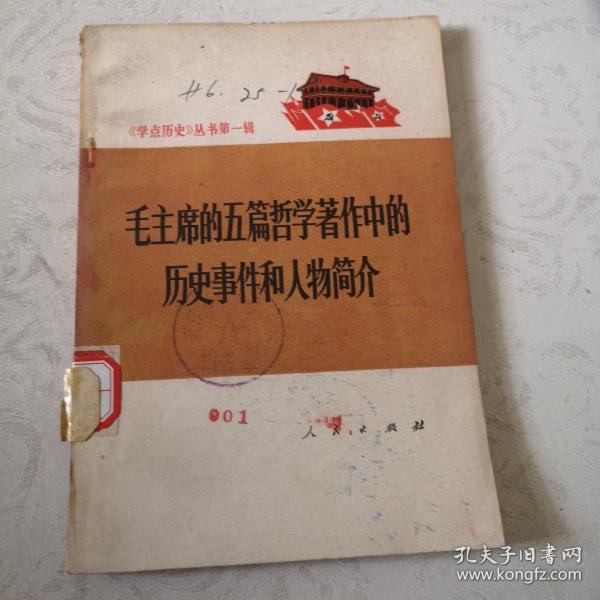 H6. 25-1
《学点历史》丛书第一辑
毛主席的五篇哲学著作中的
历史事件和人物简介
001
人民出版社
孔夫子旧书网
www.kongfz.com